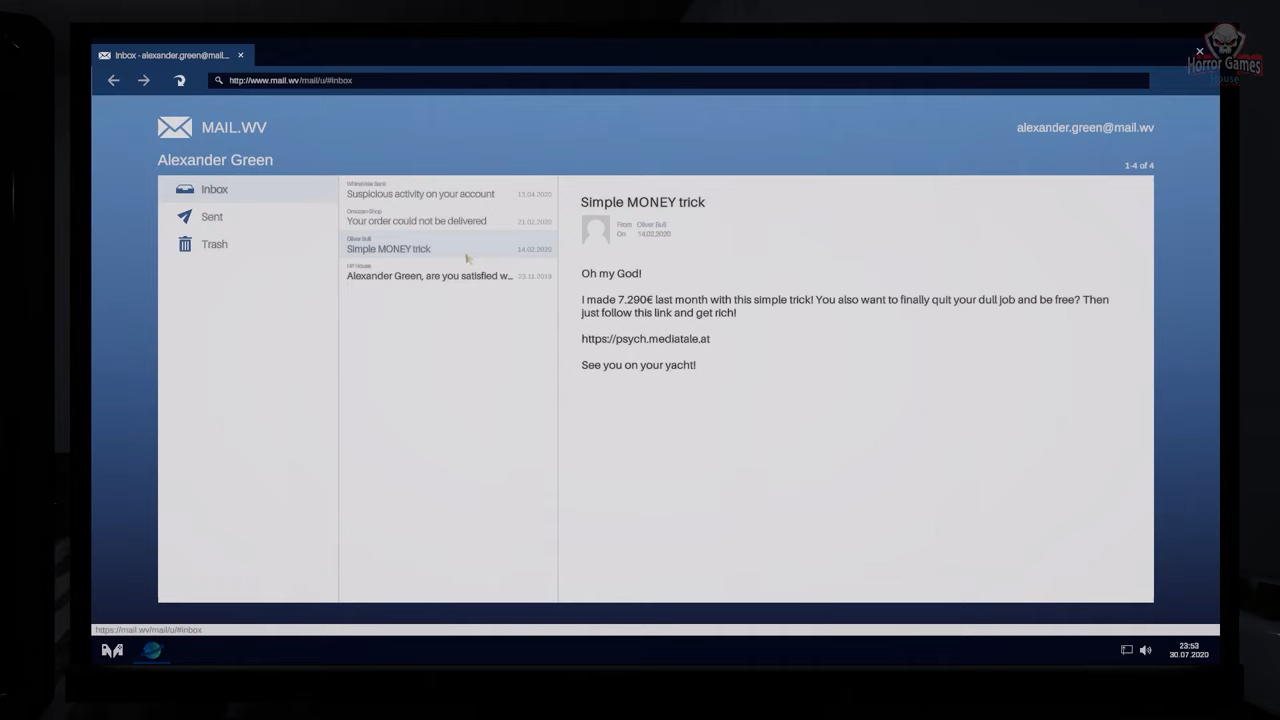 Horror Games
House
Inbox - alexander.green@mail...
http://www.mail.wv/mail/u/#inbox
MAIL.WV
alexander.green@mail.wv
Alexander Green
1-4 of 4
Inbox
Sent
Trash
Suspicious activity on your account
13.04.2020
Omozan-Shop
Your order could not be delivered
21.02.2020
Oliver Bull
Simple MONEY trick
14.02.2020
HP House
Alexander Green, are you satisfied w...
23.11.2019
Simple MONEY trick
From Oliver Bull
On 14.02.2020
Oh my God!
I made 7.290€ last month with this simple trick! You also want to finally quit your dull job and be free? Then
just follow this link and get rich!
https://psych.mediatale.at
See you on your yacht!
https://mail.wv/mail/u/#inbox
23:53
30.07.2020